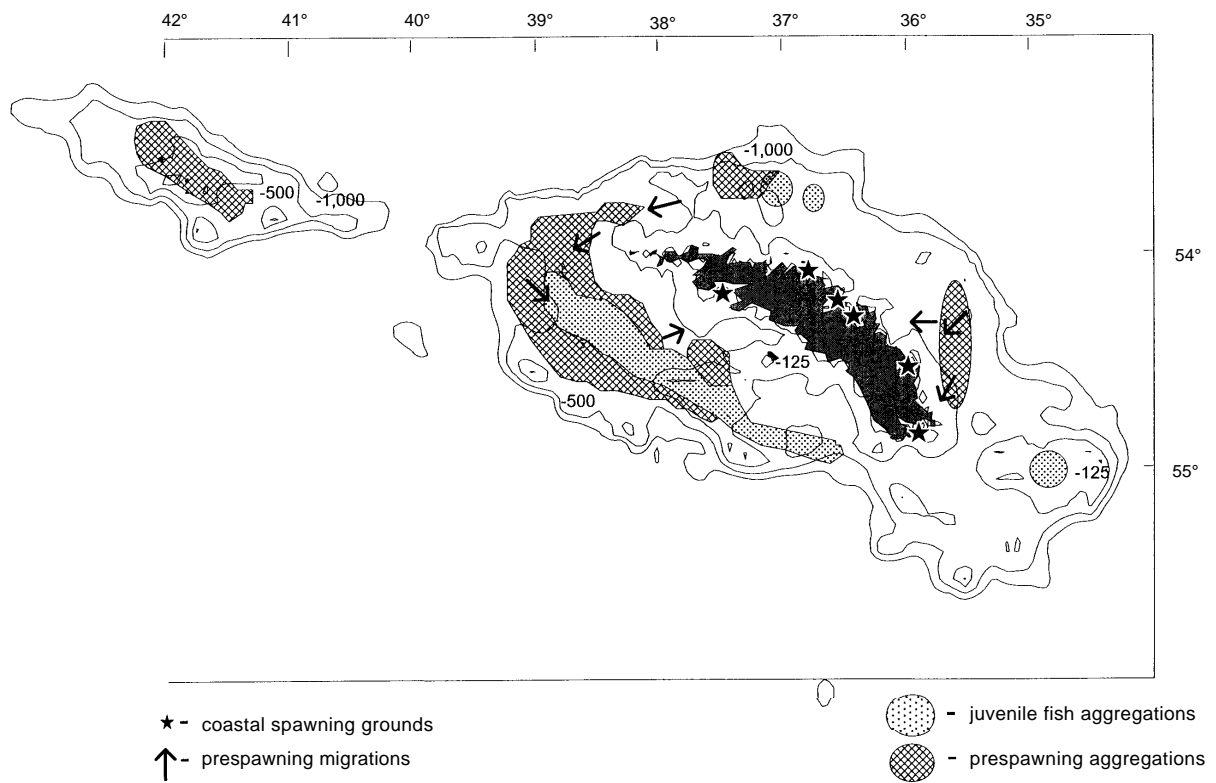 42° 41° 40° 39° 38° 37° 36° 35°
-1,000
-500 -1,000
54°
-125
-500
55°
-125
coastal spawning grounds
- juvenile fish aggregations
prespawning migrations
- prespawning aggregations